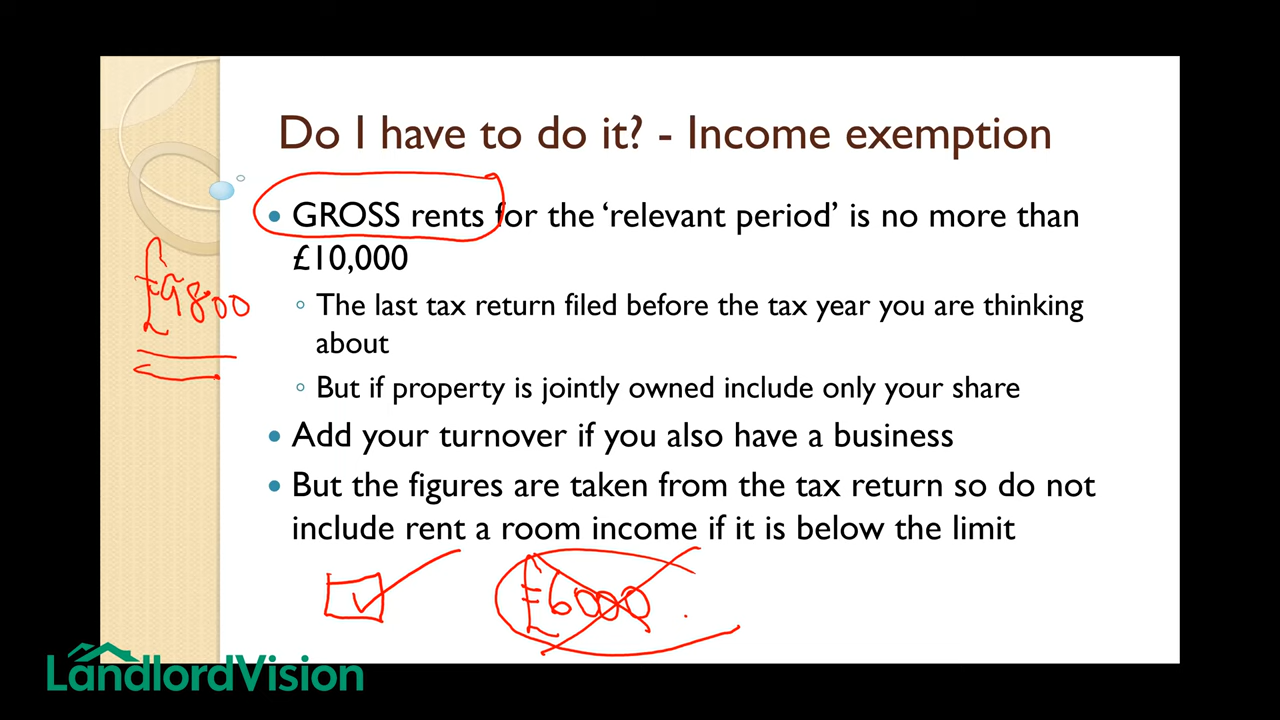 Do I have to do it? - Income exemption
GROSS rents for the ‘relevant period’ is no more than
£10,000
£9800
The last tax return filed before the tax year you are thinking
about
But if property is jointly owned include only your share
Add your turnover if you also have a business
But the figures are taken from the tax return so do not
include rent a room income if it is below the limit
£6000
LandlordVision